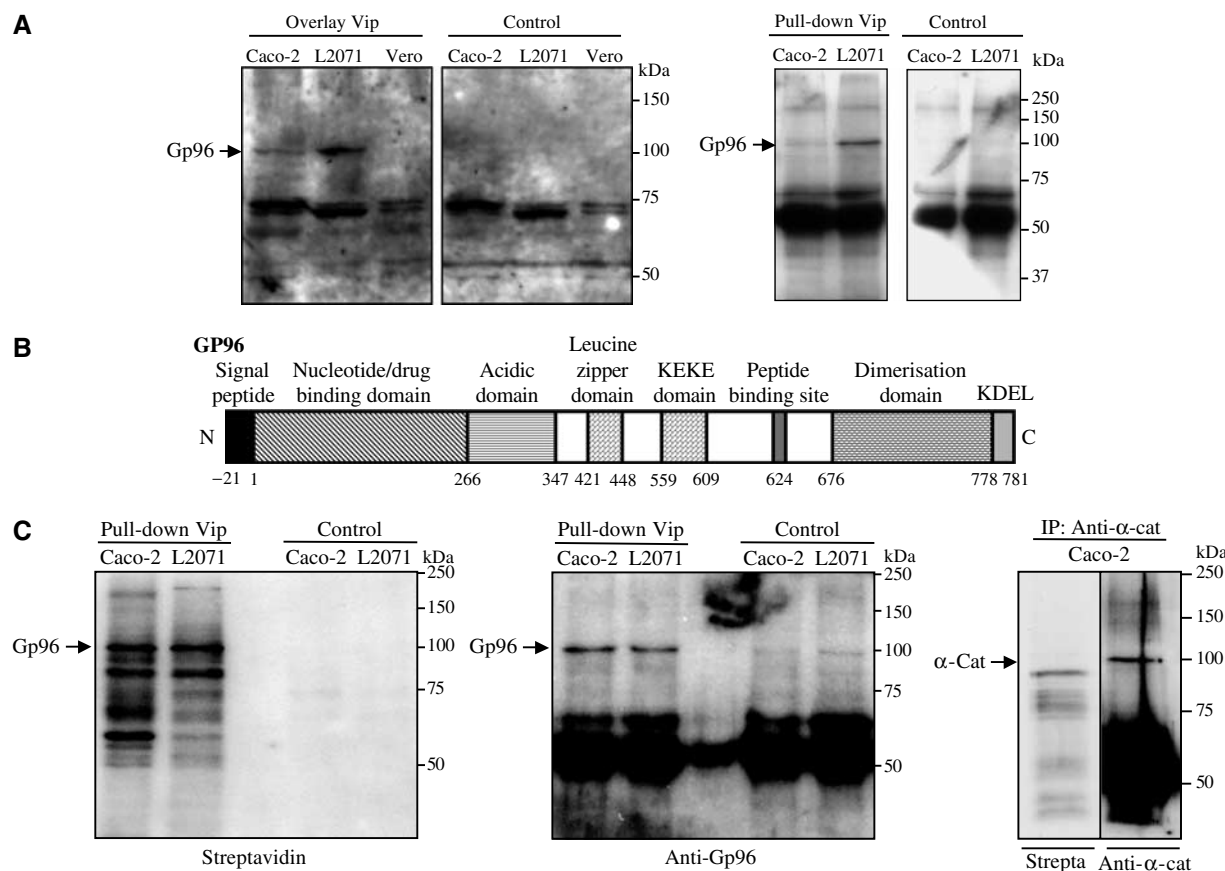 A
Overlay Vip
Control
Caco-2 L2071 Vero
Caco-2 L2071 Vero
kDa
150
100
75
50
Gp96
Pull-down Vip
Control
Caco-2 L2071
Caco-2 L2071
kDa
250
150
100
75
50
37
Gp96
B
GP96
Signal
peptide
Nucleotide/drug
binding domain
Acidic
domain
Leucine
zipper
domain
KEKE
domain
Peptide
binding site
Dimerisation
domain
KDEL
N
C
−21 1 266 347 421 448 559 609 624 676 778 781
C
Pull-down Vip
Control
Caco-2 L2071
Caco-2 L2071
kDa
250
150
100
75
50
Gp96
Streptavidin
Pull-down Vip
Control
Caco-2 L2071
Caco-2 L2071
kDa
250
150
100
75
50
Gp96
Anti-Gp96
IP: Anti-α-cat
Caco-2
kDa
250
150
100
75
50
α-Cat
Strepta
Anti-α-cat